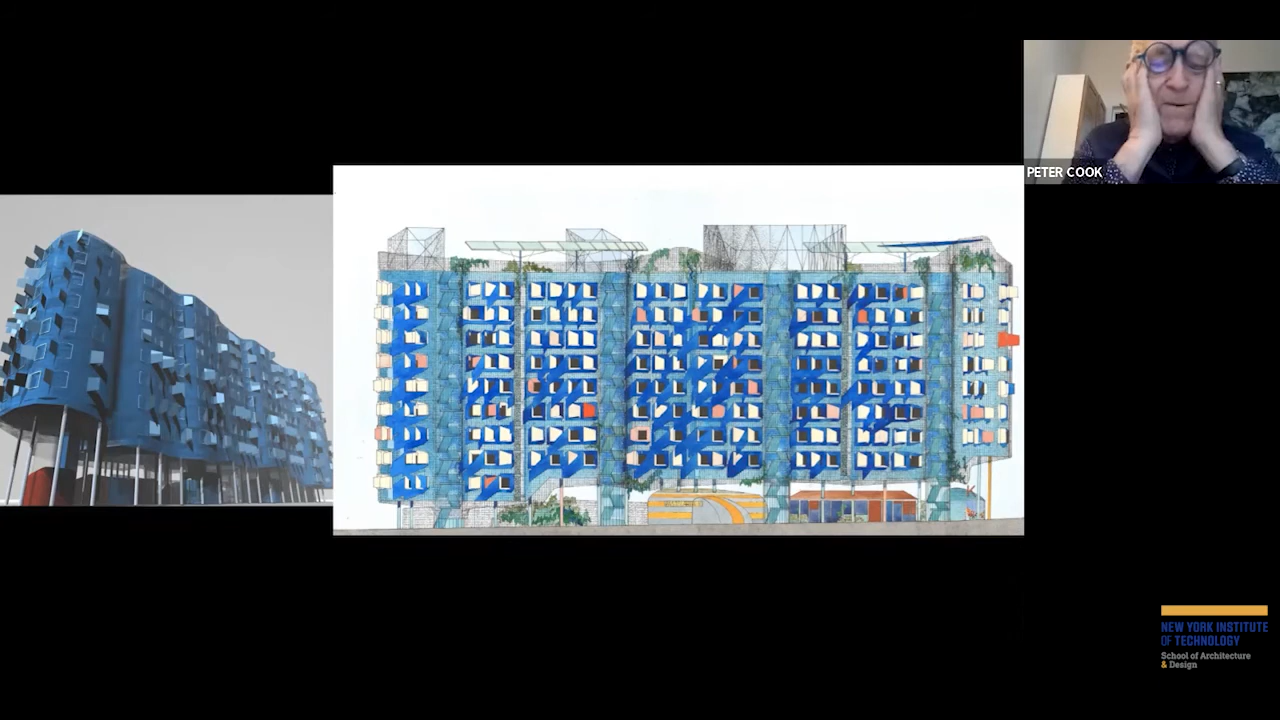 PETER COOK
NEW YORK INSTITUTE
OF TECHNOLOGY
School of Architecture
& Design